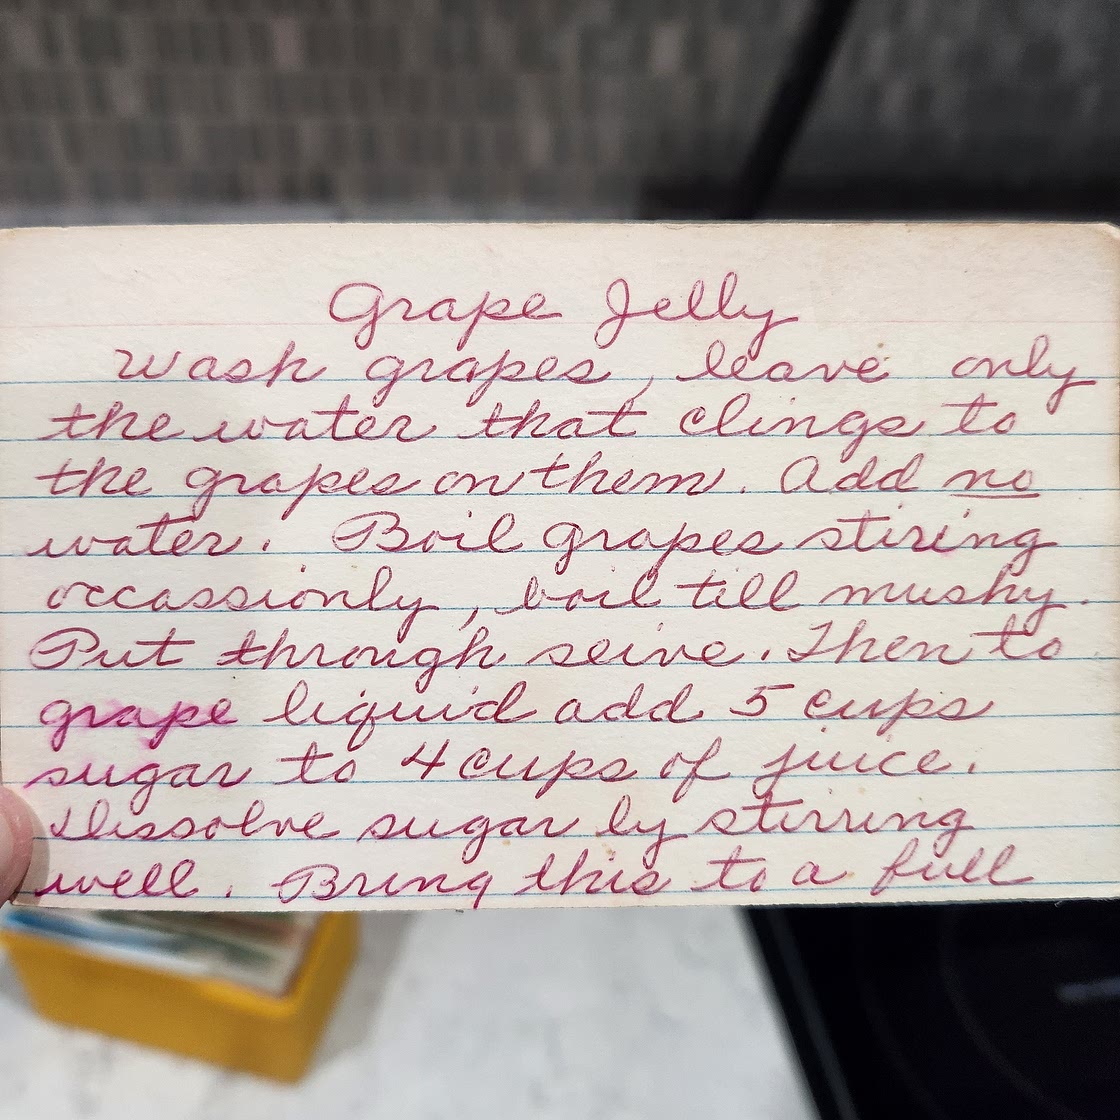 Grape Jelly
Wash grapes, leave only
the water that clings to
the grapes on them. Add no
water. Boil grapes stiring
occassionly, boil till mushy.
Put through seive. Then to
grape liquid add 5 cups
sugar to 4 cups of juice.
Dissolve sugar by stirring
well. Bring this to a full